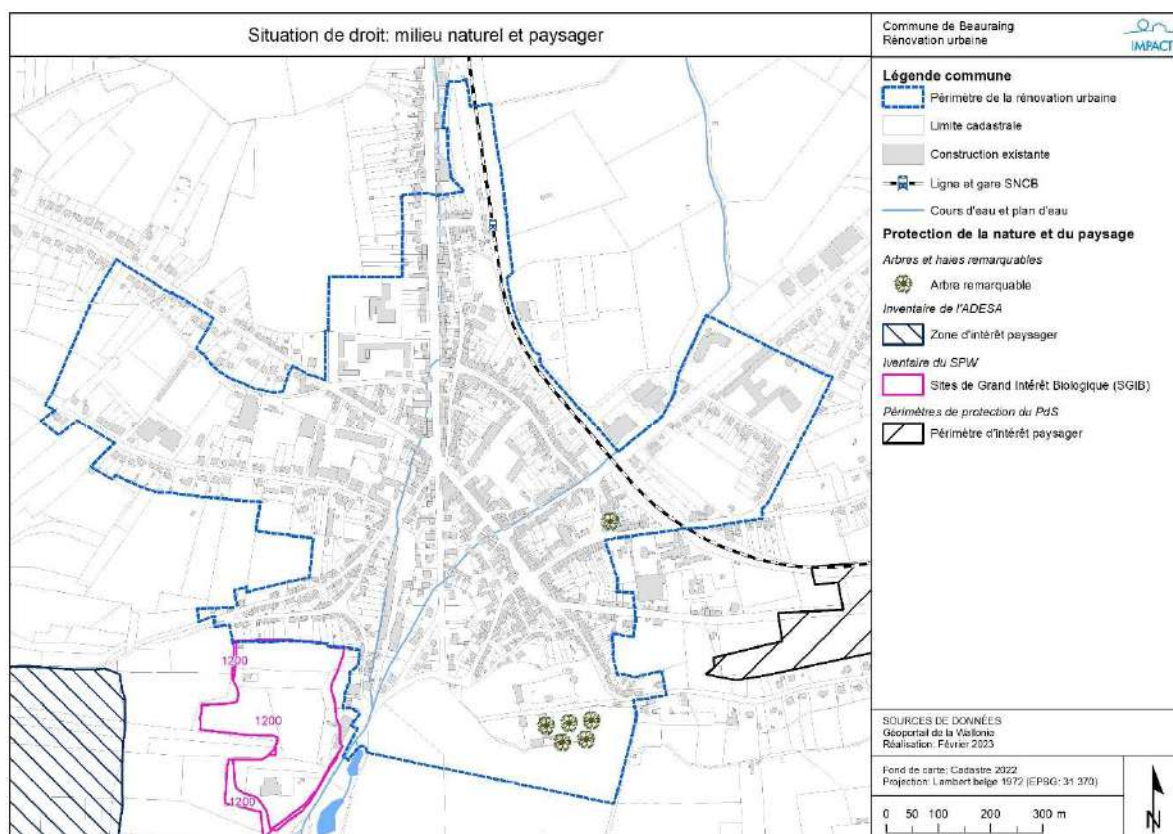 Situation de droit: milieu naturel et paysager
Commune de Beauraing
Rénovation urbaine
IMPACT
Légende commune
Périmètre de la rénovation urbaine
Limite cadastrale
Construction existante
Ligne et gare SNCB
Cours d'eau et plan d'eau
Protection de la nature et du paysage
Arbres et haies remarquables
Arbre remarquable
Inventaire de l'ADESA
Zone d'intérêt paysager
Iventaire du SPW
Sites de Grand Intérêt Biologique (SGIB)
Périmètres de protection du PdS
Périmètre d'intérêt paysager
1200
1200
1200
SOURCES DE DONNÉES
Géoportail de la Wallonie
Réalisation: Février 2023
Fond de carte: Cadastre 2022
Projection: Lambert belge 1972 (EPSG: 31 370)
0 50 100 200 300 m
N